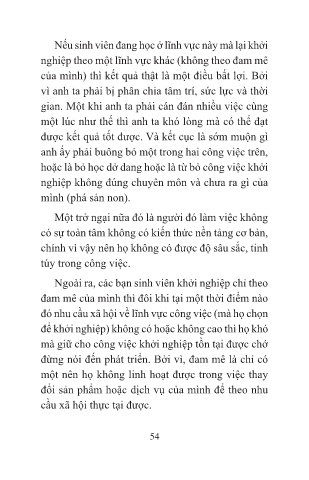 Nếu sinh viên đang học ở lĩnh vực này mà lại khởi
nghiệp theo một lĩnh vực khác (không theo đam mê
của mình) thì kết quả thật là một điều bất lợi. Bởi
vì anh ta phải bị phân chia tâm trí, sức lực và thời
gian. Một khi anh ta phải cán đán nhiều việc cùng
một lúc như thế thì anh ta khó lòng mà có thể đạt
được kết quả tốt được. Và kết cục là sớm muộn gì
anh ấy phải buông bỏ một trong hai công việc trên,
hoặc là bỏ học dở dang hoặc là từ bỏ công việc khởi
nghiệp không đúng chuyên môn và chưa ra gì của
mình (phá sản non).
Một trở ngại nữa đó là người đó làm việc không
có sự toàn tâm không có kiến thức nền tảng cơ bản,
chính vì vậy nên họ không có được độ sâu sắc, tinh
túy trong công việc.
Ngoài ra, các bạn sinh viên khởi nghiệp chỉ theo
đam mê của mình thì đôi khi tại một thời điểm nào
đó nhu cầu xã hội về lĩnh vực công việc (mà họ chọn
để khởi nghiệp) không có hoặc không cao thì họ khó
mà giữ cho công việc khởi nghiệp tồn tại được chớ
đừng nói đến phát triển. Bởi vì, đam mê là chỉ có
một nên họ không linh hoạt được trong việc thay
đổi sản phẩm hoặc dịch vụ của mình để theo nhu
cầu xã hội thực tại được.
54